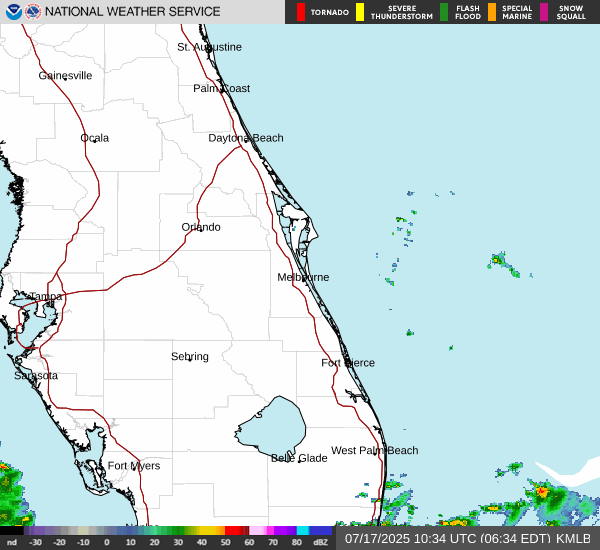 NATIONAL WEATHER SERVICE
TORNADO
SEVERE
THUNDERSTORM
FLASH
FLOOD
SPECIAL
MARINE
SNOW
SQUALL
St. Augustine
Gainesville
Palm Coast
Ocala
Daytona Beach
Orlando
Melbourne
Tampa
Sebring
Fort Pierce
Sarasota
West Palm Beach
Belle Glade
Fort Myers
nd -30 -20 -10 0 10 20 30 40 50 60 70 80 dBZ
07/17/2025 10:34 UTC (06:34 EDT) KMLB